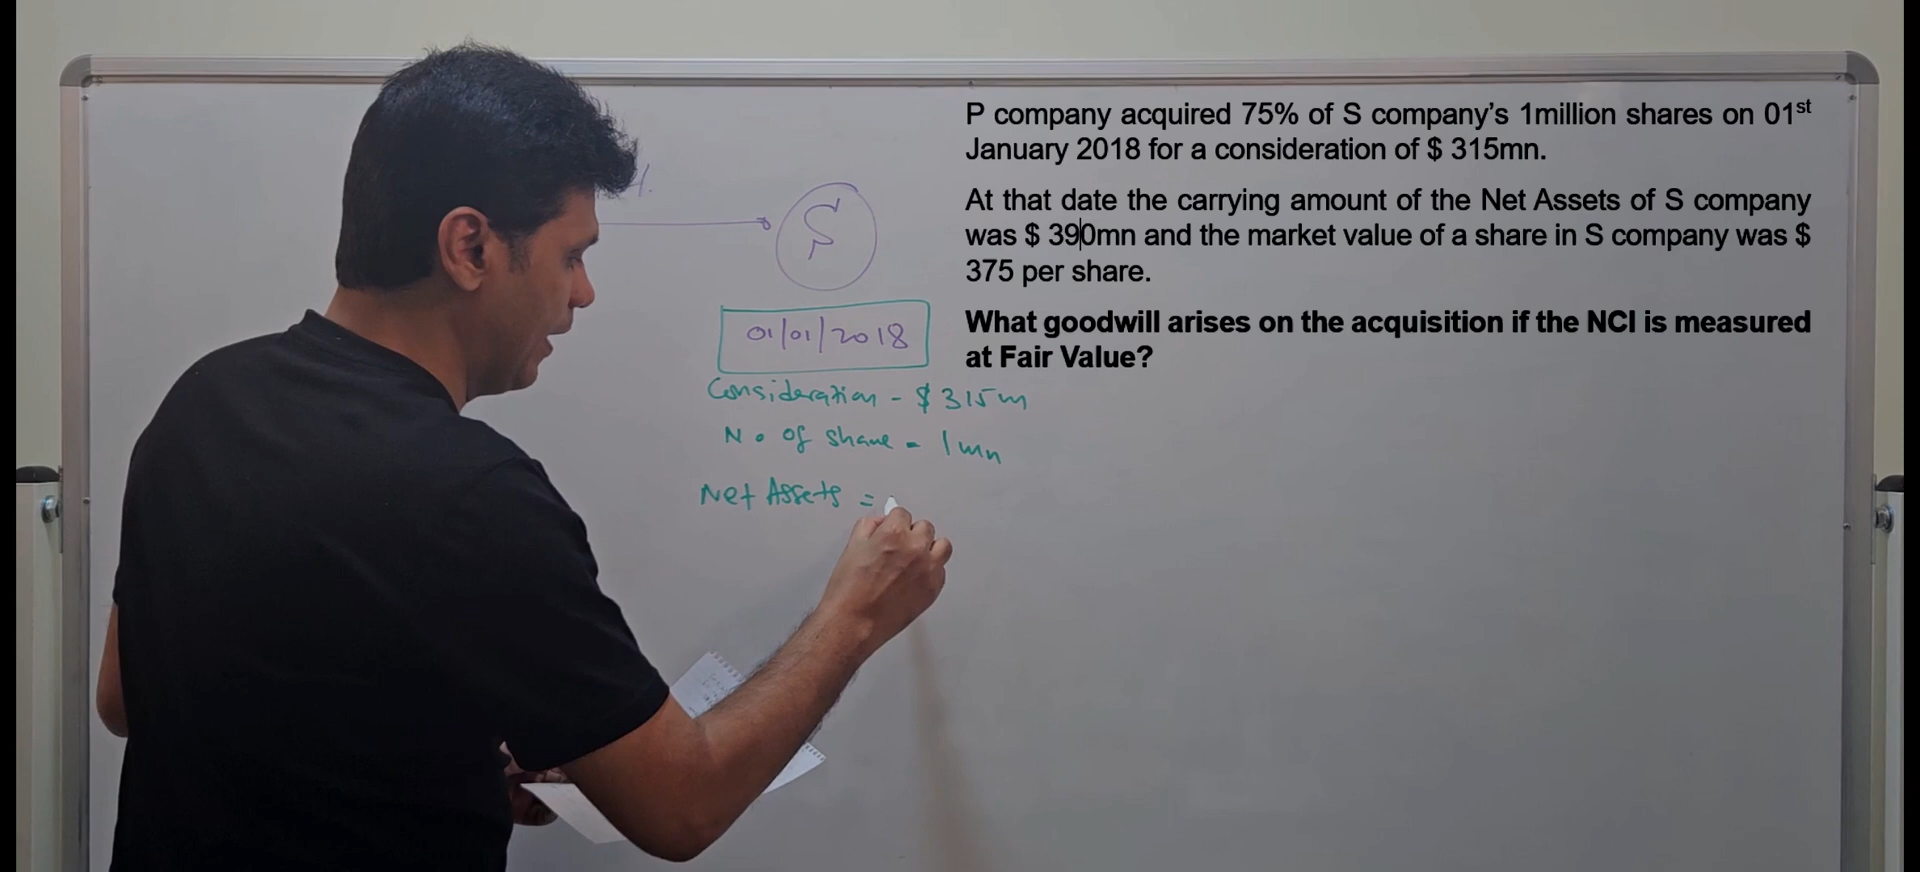 P company acquired 75% of S company’s 1million shares on 01st
January 2018 for a consideration of $ 315mn.
At that date the carrying amount of the Net Assets of S company
was $ 390mn and the market value of a share in S company was $
375 per share.
What goodwill arises on the acquisition if the NCI is measured
at Fair Value?
S
01/01/2018
Consideration - $315m
No of share = 1mn
Net Assets =